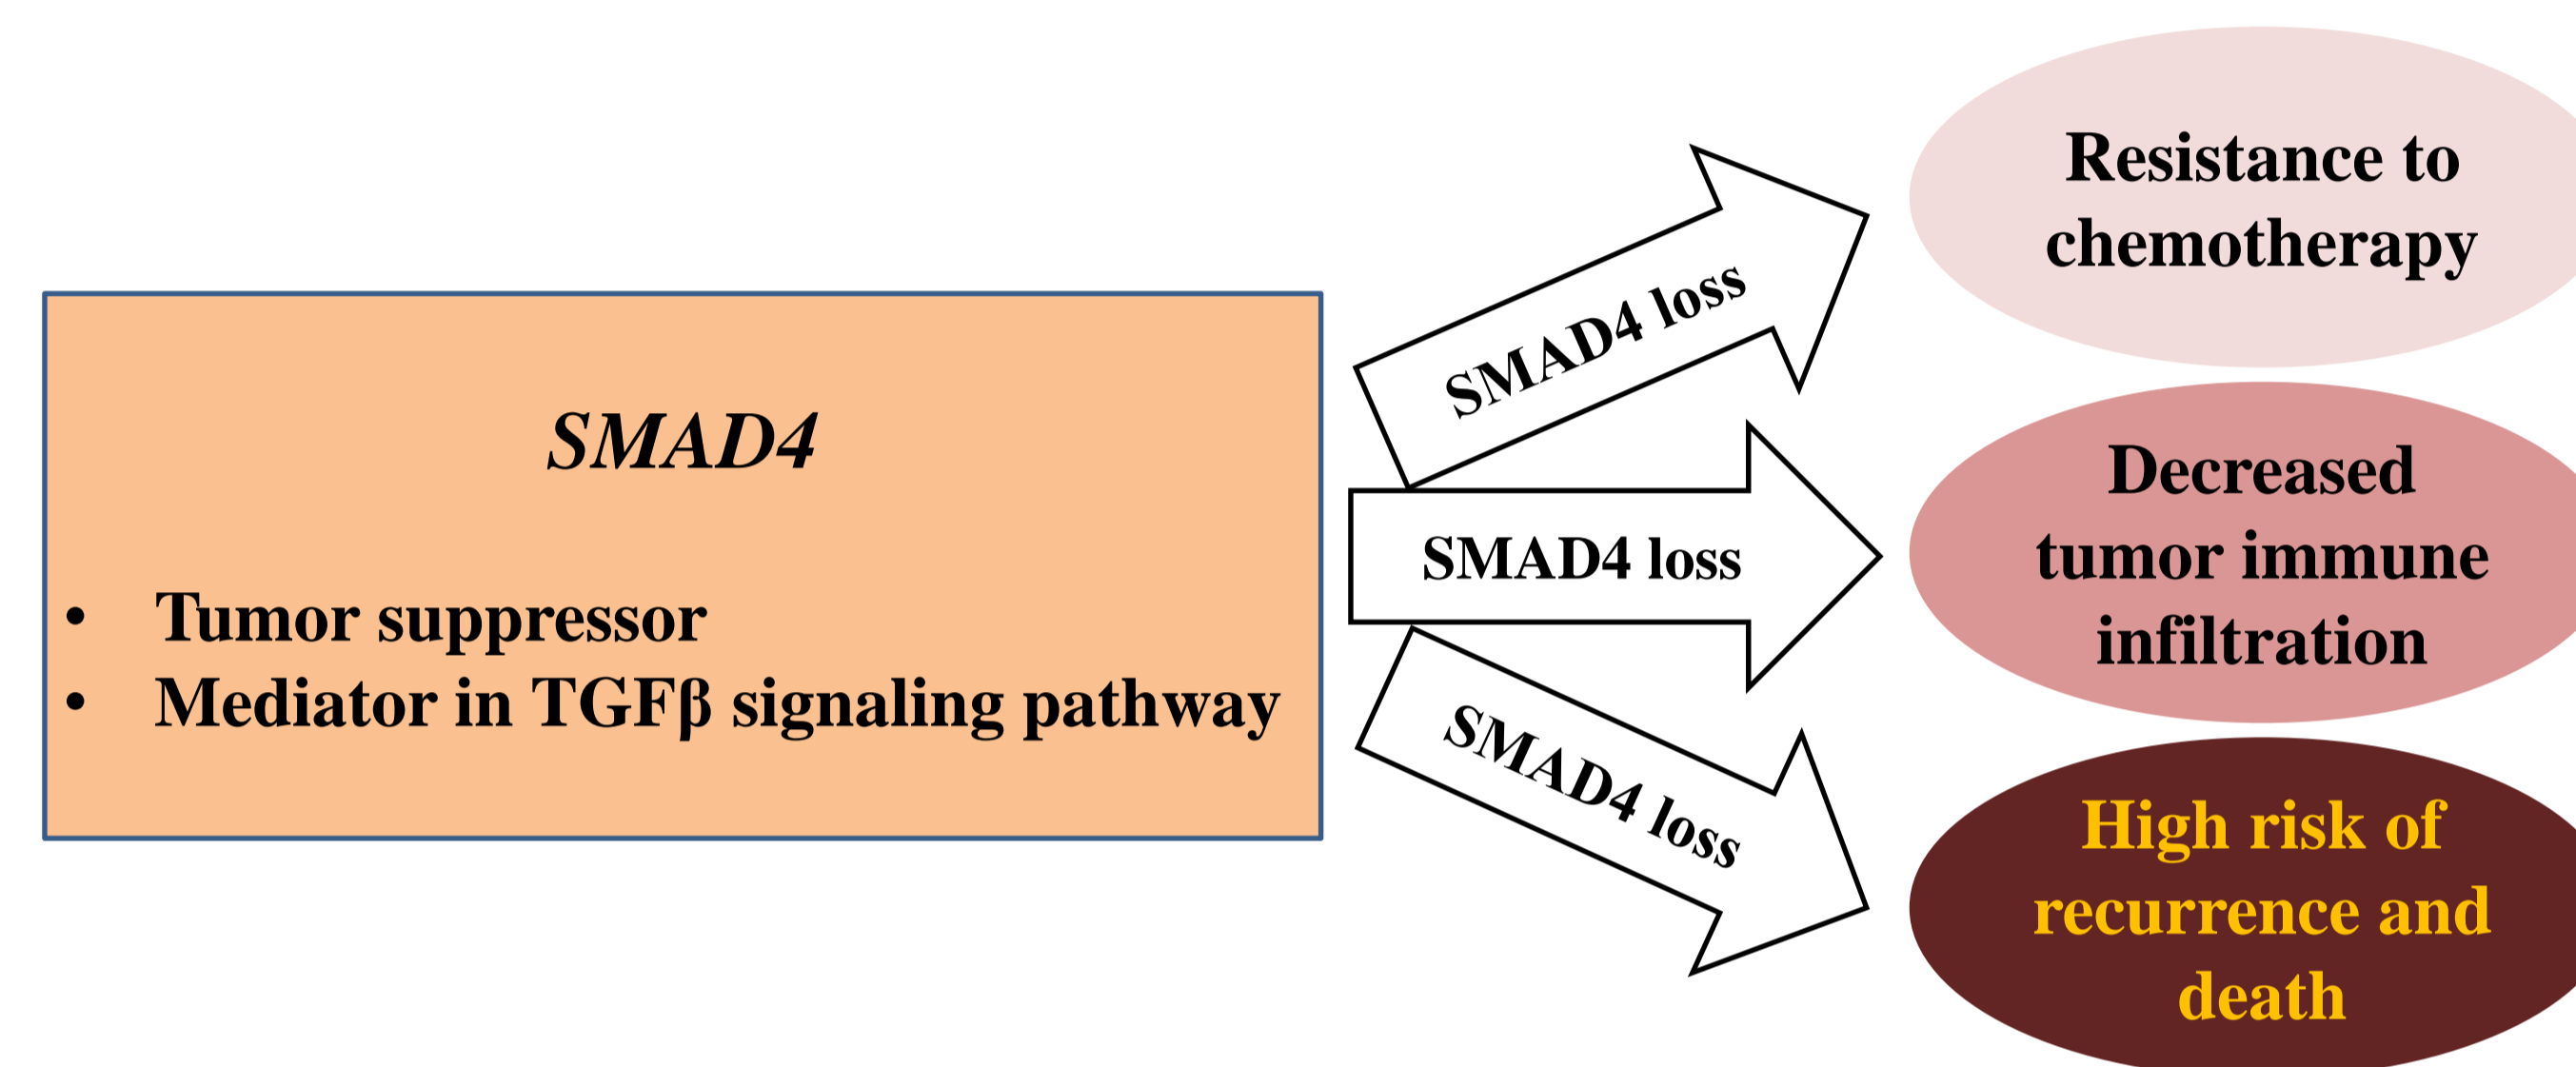 SMAD4
• Tumor suppressor
• Mediator in TGFβ signaling pathway
SMAD4 loss
SMAD4 loss
SMAD4 loss
Resistance to
chemotherapy
Decreased
tumor immune
infiltration
High risk of
recurrence and
death